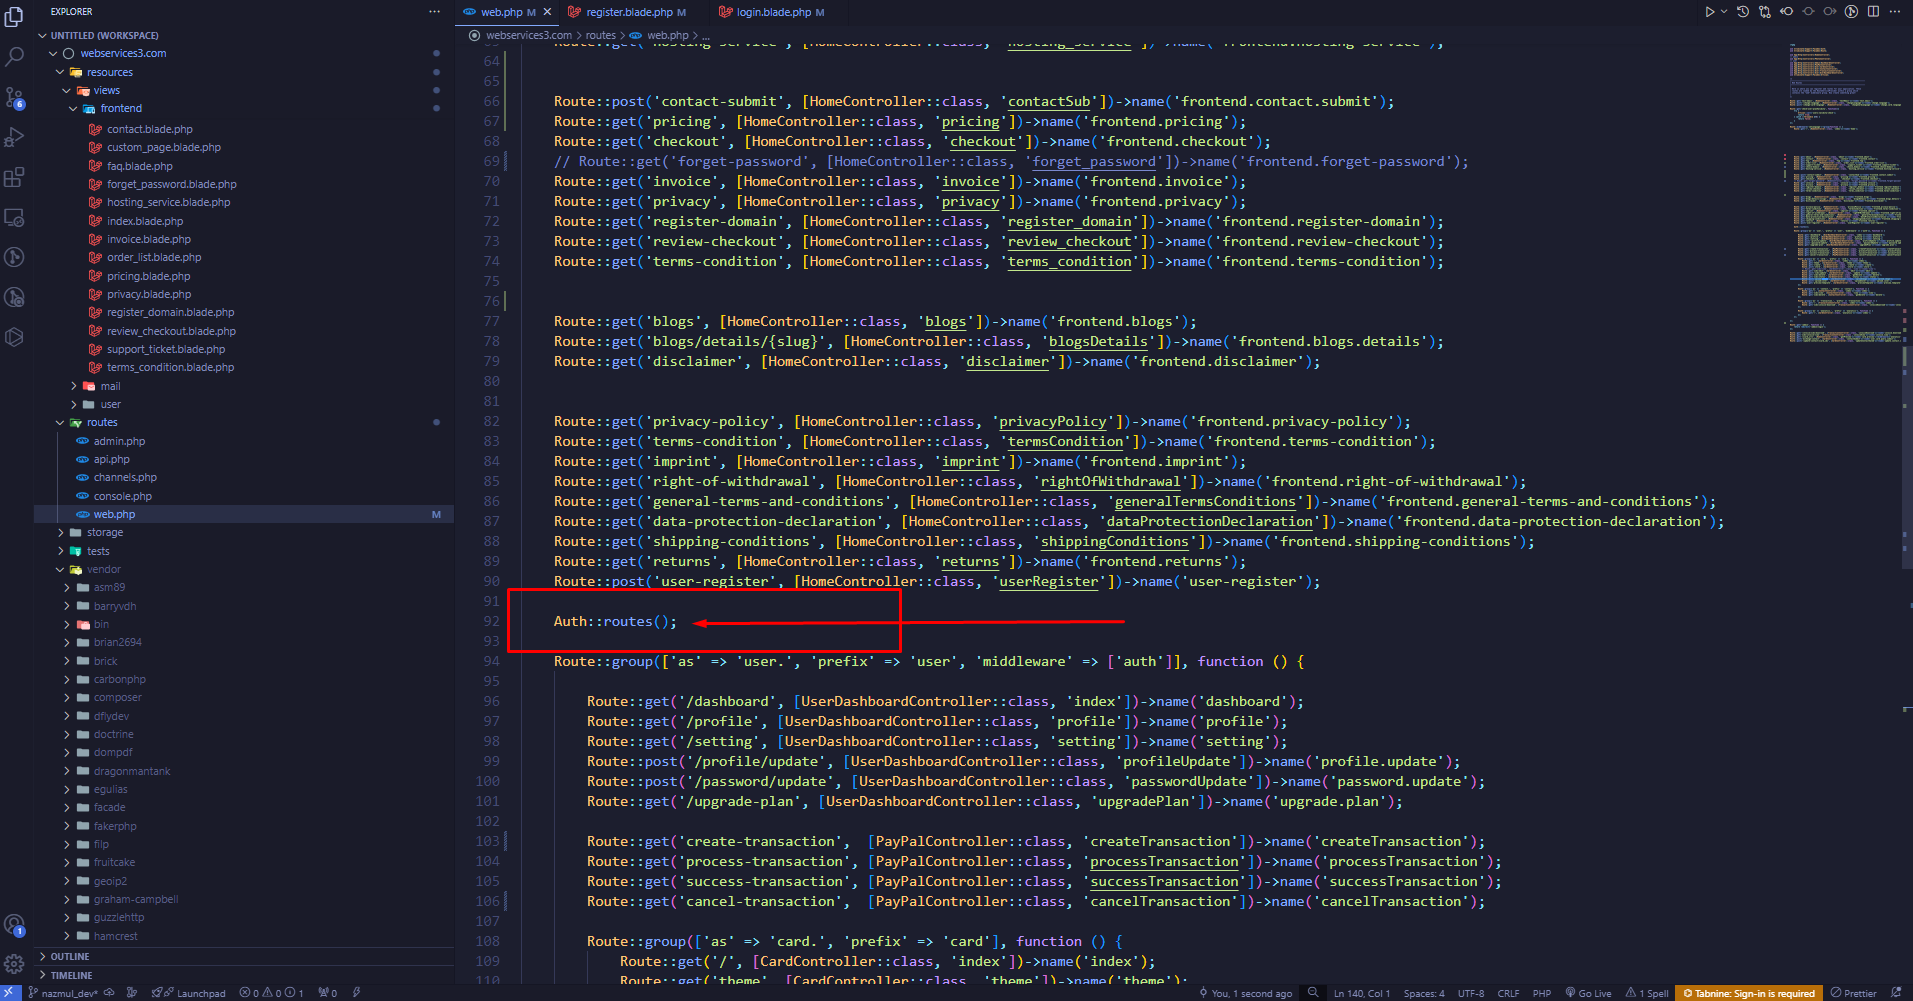 EXPLORER
UNTITLED (WORKSPACE)
webservices3.com
resources
views
frontend
contact.blade.php
custom_page.blade.php
faq.blade.php
forget_password.blade.php
hosting_service.blade.php
index.blade.php
invoice.blade.php
order_list.blade.php
pricing.blade.php
privacy.blade.php
register_domain.blade.php
review_checkout.blade.php
support_ticket.blade.php
terms_condition.blade.php
mail
user
routes
admin.php
api.php
channels.php
console.php
web.php M
storage
tests
vendor
asm89
barryvdh
bin
brian2694
brick
carbonphp
composer
dflydev
doctrine
dompdf
dragonmantank
egulias
facade
fakerphp
filp
fruitcake
geoip2
graham-campbell
guzzlehttp
hamcrest
OUTLINE
TIMELINE
6
1
web.php M
register.blade.php M
login.blade.php M
webservices3.com > routes > web.php > ...
64
65
66 Route::post('contact-submit', [HomeController::class, 'contactSub'])->name('frontend.contact.submit');
67 Route::get('pricing', [HomeController::class, 'pricing'])->name('frontend.pricing');
68 Route::get('checkout', [HomeController::class, 'checkout'])->name('frontend.checkout');
69 // Route::get('forget-password', [HomeController::class, 'forget_password'])->name('frontend.forget-password');
70 Route::get('invoice', [HomeController::class, 'invoice'])->name('frontend.invoice');
71 Route::get('privacy', [HomeController::class, 'privacy'])->name('frontend.privacy');
72 Route::get('register-domain', [HomeController::class, 'register_domain'])->name('frontend.register-domain');
73 Route::get('review-checkout', [HomeController::class, 'review_checkout'])->name('frontend.review-checkout');
74 Route::get('terms-condition', [HomeController::class, 'terms_condition'])->name('frontend.terms-condition');
75
76
77 Route::get('blogs', [HomeController::class, 'blogs'])->name('frontend.blogs');
78 Route::get('blogs/details/{slug}', [HomeController::class, 'blogsDetails'])->name('frontend.blogs.details');
79 Route::get('disclaimer', [HomeController::class, 'disclaimer'])->name('frontend.disclaimer');
80
81
82 Route::get('privacy-policy', [HomeController::class, 'privacyPolicy'])->name('frontend.privacy-policy');
83 Route::get('terms-condition', [HomeController::class, 'termsCondition'])->name('frontend.terms-condition');
84 Route::get('imprint', [HomeController::class, 'imprint'])->name('frontend.imprint');
85 Route::get('right-of-withdrawal', [HomeController::class, 'rightOfWithdrawal'])->name('frontend.right-of-withdrawal');
86 Route::get('general-terms-and-conditions', [HomeController::class, 'generalTermsConditions'])->name('frontend.general-terms-and-conditions');
87 Route::get('data-protection-declaration', [HomeController::class, 'dataProtectionDeclaration'])->name('frontend.data-protection-declaration');
88 Route::get('shipping-conditions', [HomeController::class, 'shippingConditions'])->name('frontend.shipping-conditions');
89 Route::get('returns', [HomeController::class, 'returns'])->name('frontend.returns');
90 Route::post('user-register', [HomeController::class, 'userRegister'])->name('user-register');
91
92 Auth::routes();
93
94 Route::group(['as' => 'user.', 'prefix' => 'user', 'middleware' => ['auth']], function () {
95
96 Route::get('/dashboard', [UserDashboardController::class, 'index'])->name('dashboard');
97 Route::get('/profile', [UserDashboardController::class, 'profile'])->name('profile');
98 Route::get('/setting', [UserDashboardController::class, 'setting'])->name('setting');
99 Route::post('/profile/update', [UserDashboardController::class, 'profileUpdate'])->name('profile.update');
100 Route::post('/password/update', [UserDashboardController::class, 'passwordUpdate'])->name('password.update');
101 Route::get('/upgrade-plan', [UserDashboardController::class, 'upgradePlan'])->name('upgrade.plan');
102
103 Route::get('create-transaction', [PayPalController::class, 'createTransaction'])->name('createTransaction');
104 Route::get('process-transaction', [PayPalController::class, 'processTransaction'])->name('processTransaction');
105 Route::get('success-transaction', [PayPalController::class, 'successTransaction'])->name('successTransaction');
106 Route::get('cancel-transaction', [PayPalController::class, 'cancelTransaction'])->name('cancelTransaction');
107
108 Route::group(['as' => 'card.', 'prefix' => 'card'], function () {
109 Route::get('/', [CardController::class, 'index'])->name('index');
110 Route::get('theme', [CardController::class, 'theme'])->name('theme');
nazmul_dev* Launchpad 0 0 1 0 You, 1 second ago Ln 140, Col 1 Spaces: 4 UTF-8 CRLF PHP Go Live 1 Spell Tabnine: Sign-in is required Prettier